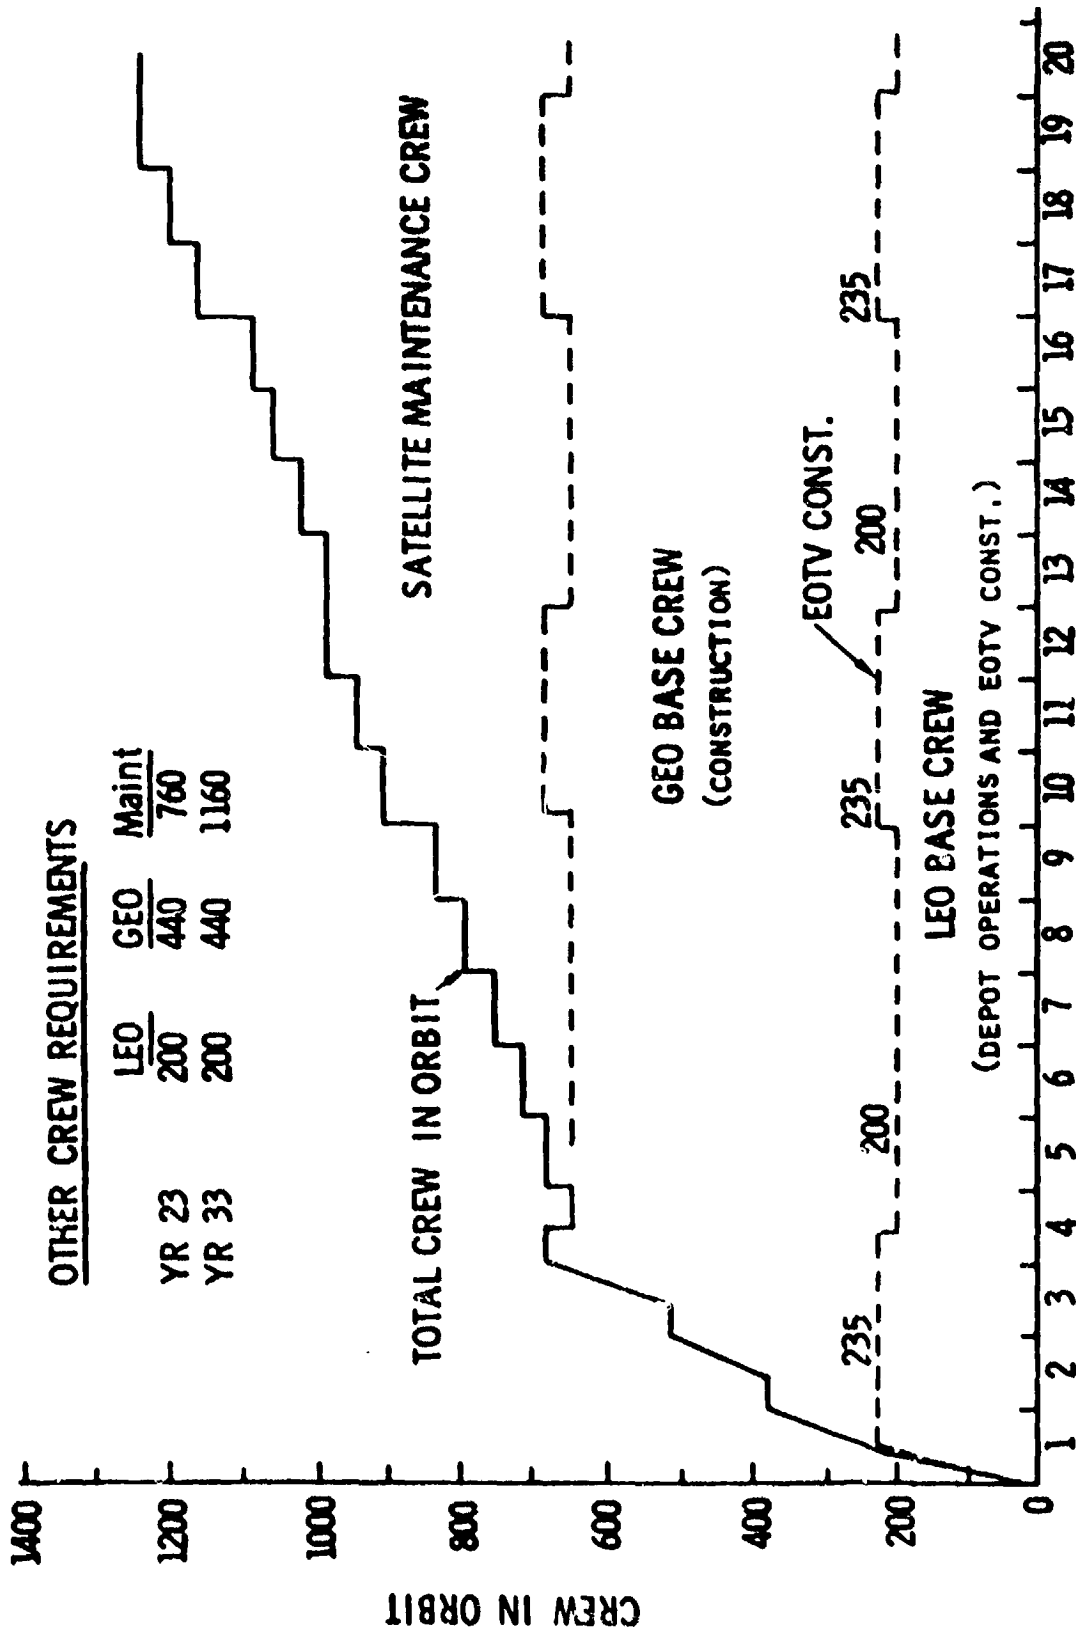 OTHER CREW REQUIREMENTS
LEO GEO Maint
YR 23 200 440 760
YR 33 200 440 1160
TOTAL CREW IN ORBIT
SATELLITE MAINTENANCE CREW
GEO BASE CREW
(CONSTRUCTION)
EOTV CONST.
235 200 235 200 235
LEO BASE CREW
(DEPOT OPERATIONS AND EOTV CONST.)
CREW IN ORBIT
1400
1200
1000
800
600
400
200
0
1 2 3 4 5 6 7 8 9 10 11 12 13 14 15 16 17 18 19 20